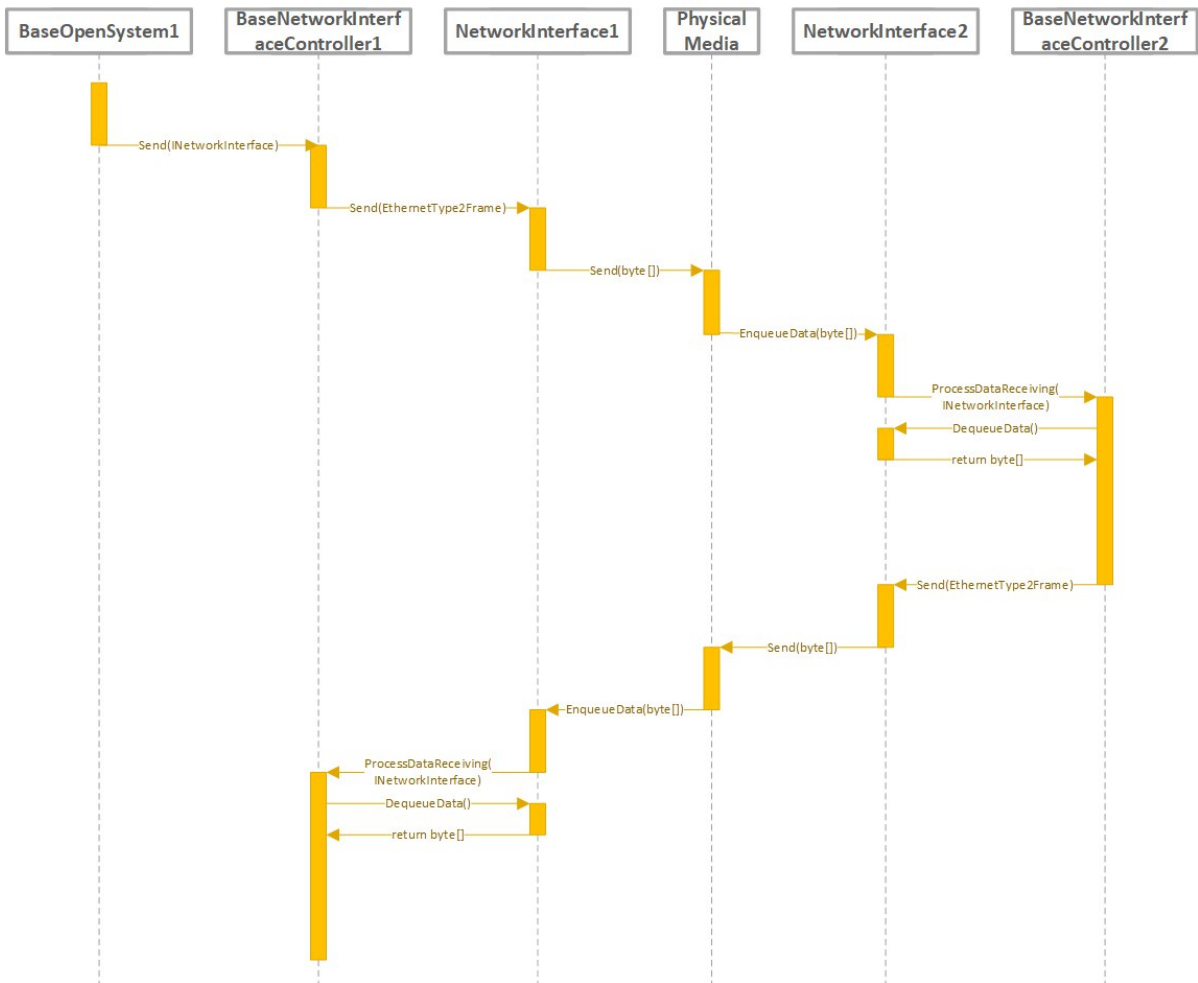 BaseOpenSystem1
BaseNetworkInterf
aceController1
NetworkInterface1
Physical
Media
NetworkInterface2
BaseNetworkInterf
aceController2
Send(INetworkInterface)
Send(EthernetType2Frame)
Send(byte[])
EnqueueData(byte[])
ProcessDataReceiving(
INetworkInterface)
DequeueData()
return byte[]
Send(EthernetType2Frame)
Send(byte[])
EnqueueData(byte[])
ProcessDataReceiving(
INetworkInterface)
DequeueData()
return byte[]